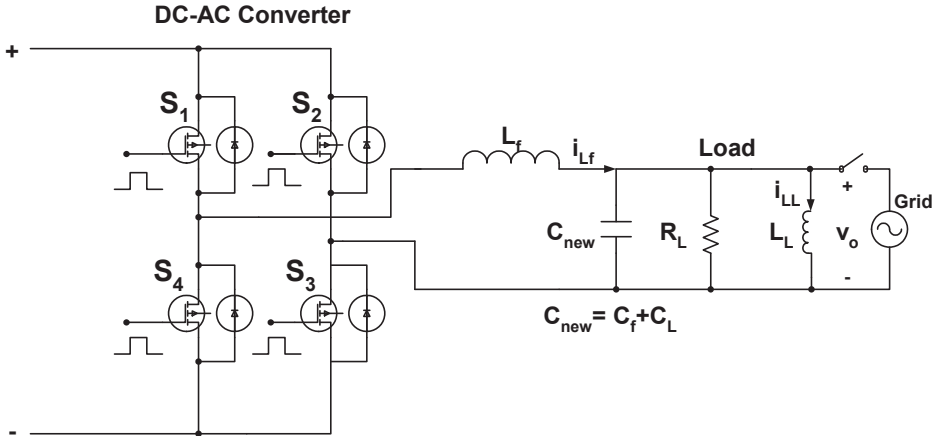 DC-AC Converter
+
S1
S2
Lf
iLf
Load
iLL
+
Grid
Cnew
RL
LL
vo
S4
S3
-
Cnew= Cf+CL
-